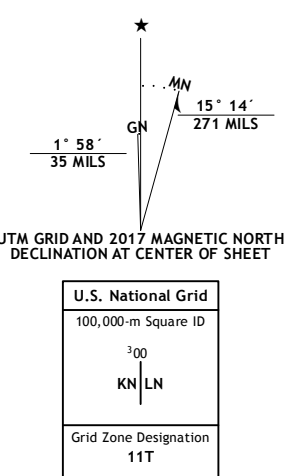 ★
MN
GN
15° 14´
271 MILS
1° 58´
35 MILS
UTM GRID AND 2017 MAGNETIC NORTH
DECLINATION AT CENTER OF SHEET
U.S. National Grid
100,000-m Square ID
³00
KN LN
Grid Zone Designation
11T